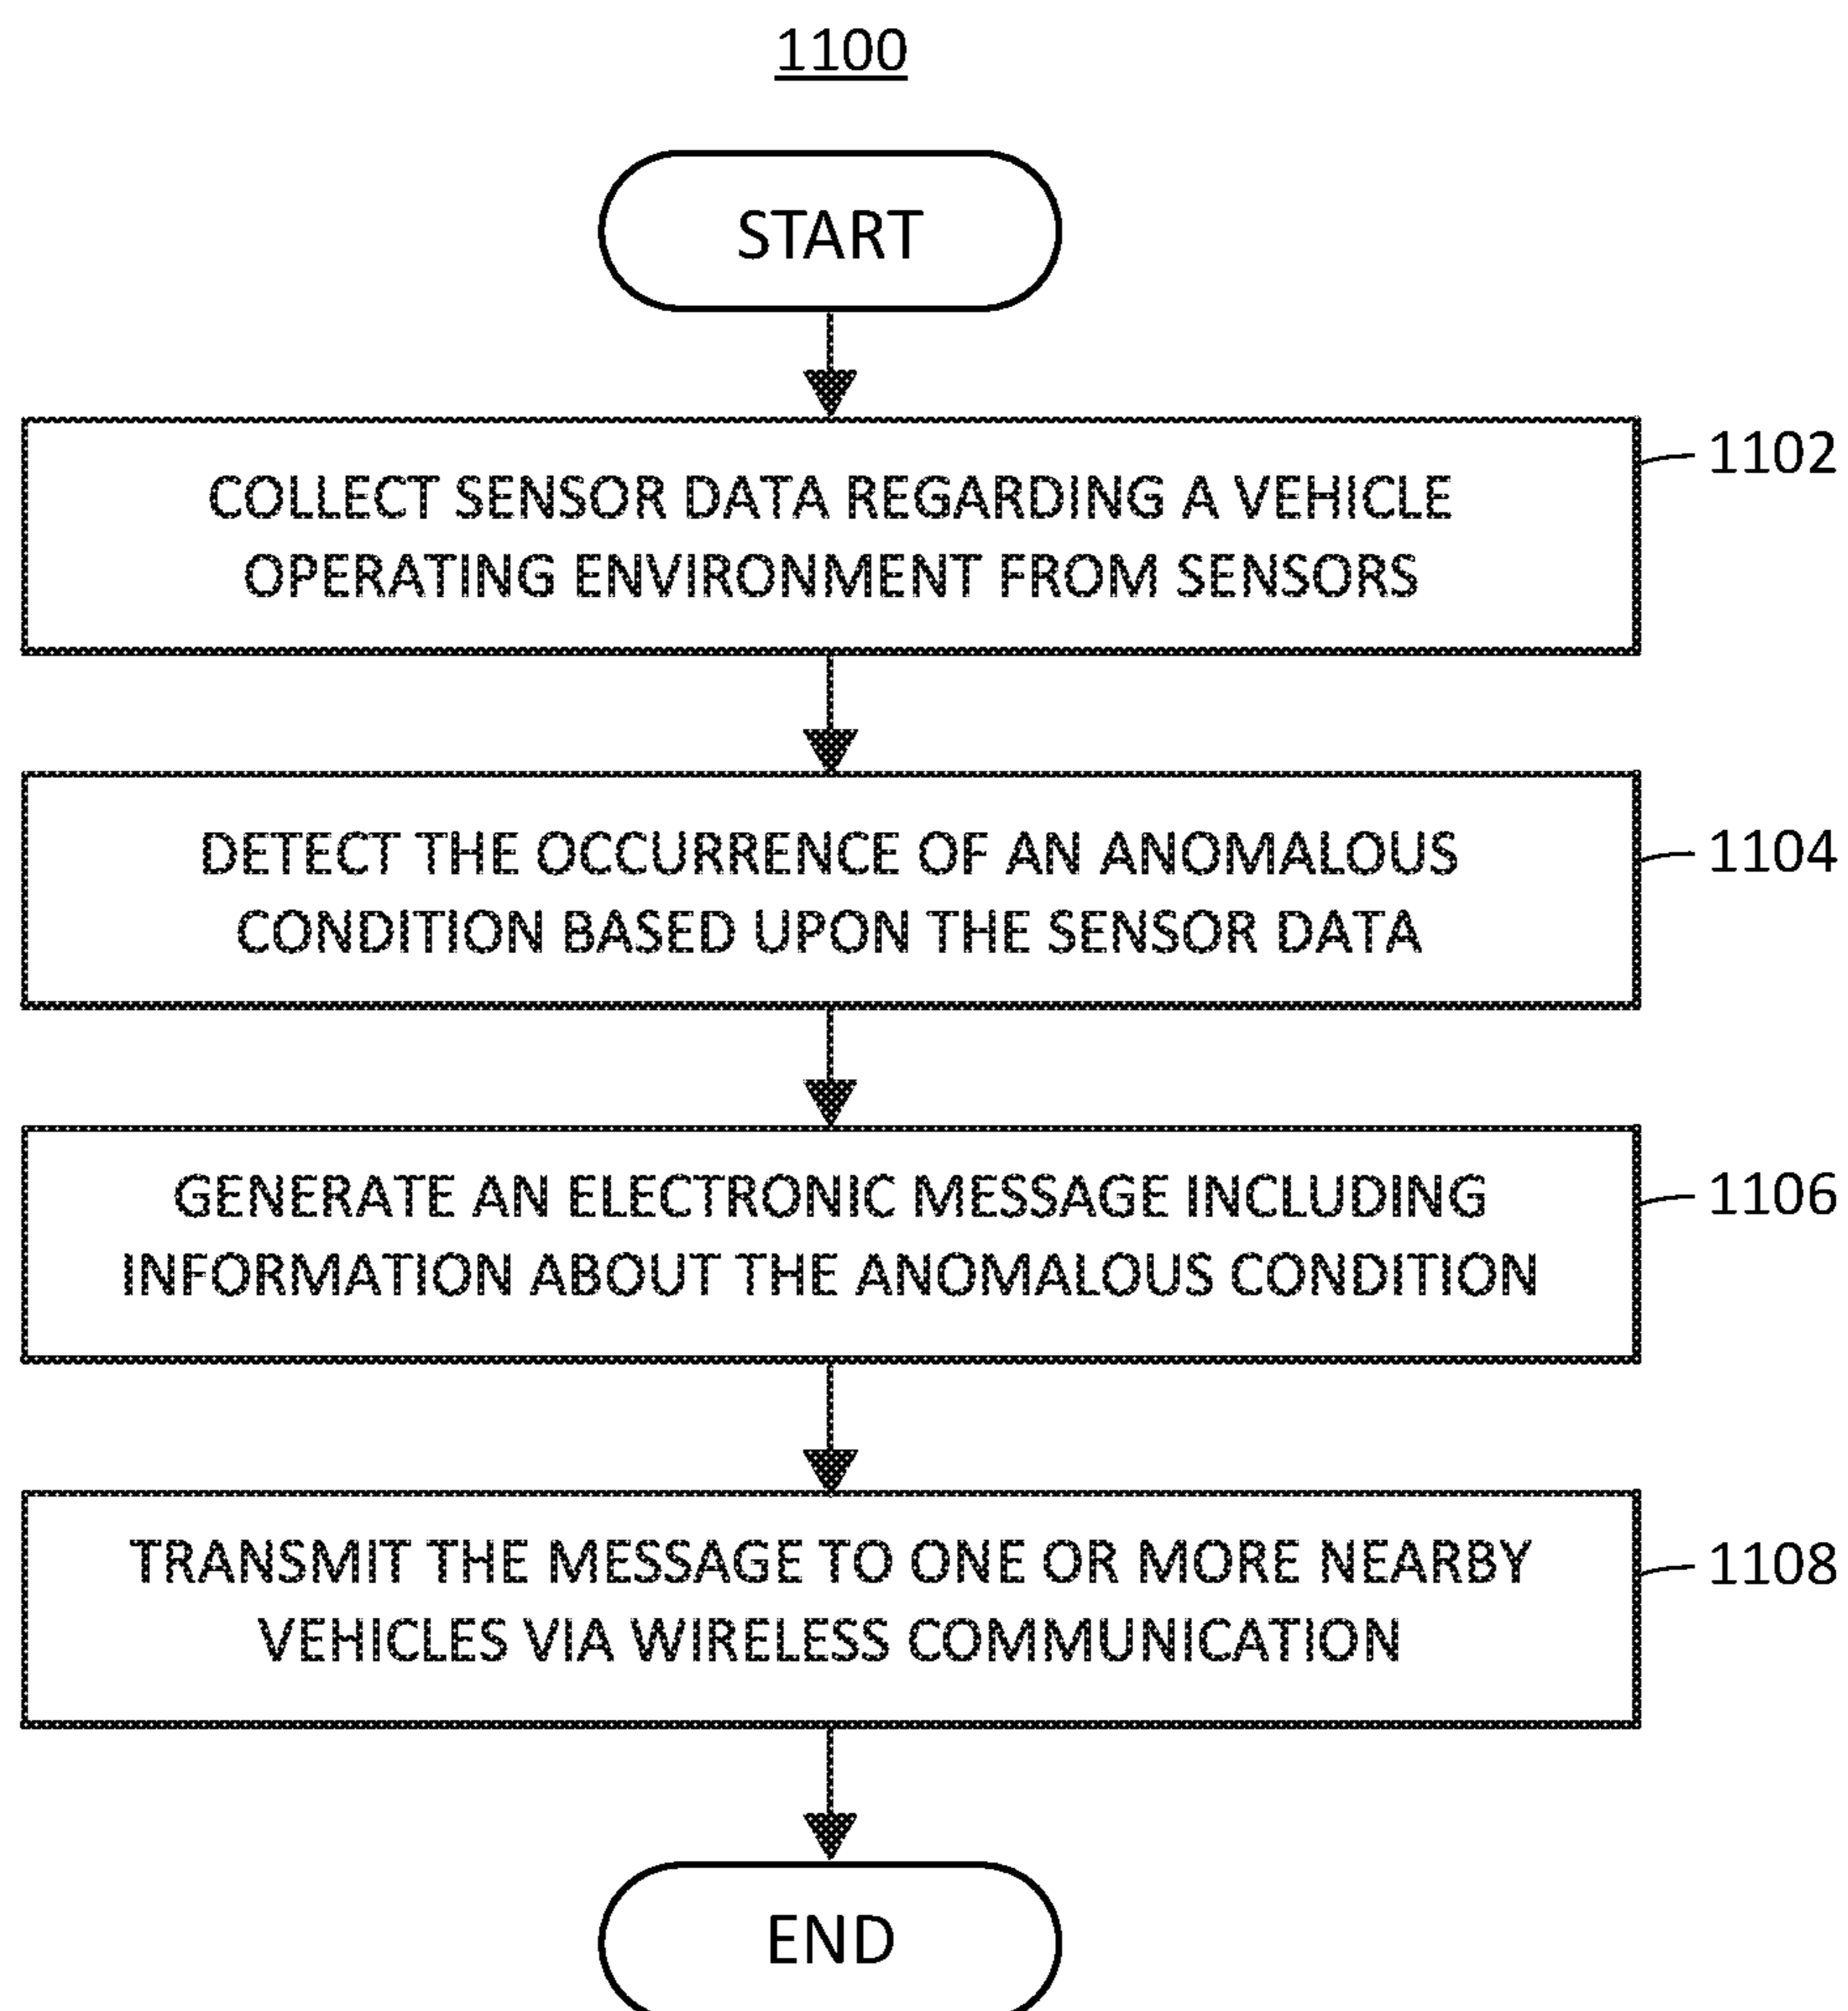 1100
START
COLLECT SENSOR DATA REGARDING A VEHICLE
OPERATING ENVIRONMENT FROM SENSORS
1102
DETECT THE OCCURRENCE OF AN ANOMALOUS
CONDITION BASED UPON THE SENSOR DATA
1104
GENERATE AN ELECTRONIC MESSAGE INCLUDING
INFORMATION ABOUT THE ANOMALOUS CONDITION
1106
TRANSMIT THE MESSAGE TO ONE OR MORE NEARBY
VEHICLES VIA WIRELESS COMMUNICATION
1108
END